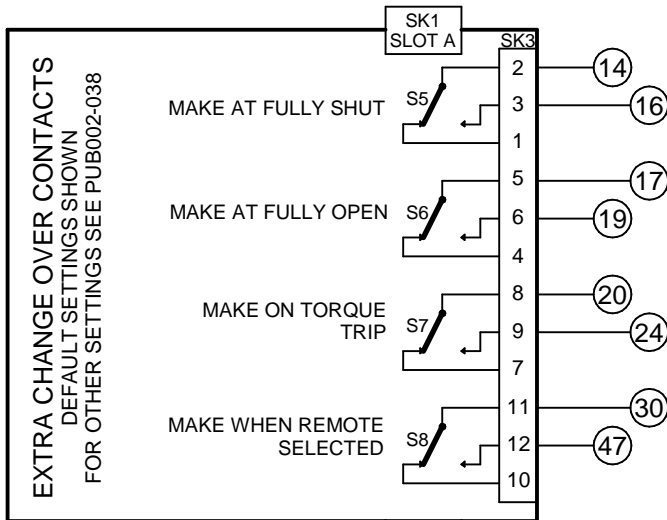 SK1
SLOT A
SK3
EXTRA CHANGE OVER CONTACTS
DEFAULT SETTINGS SHOWN
FOR OTHER SETTINGS SEE PUB002-038
MAKE AT FULLY SHUT
S5
2
14
3
16
1
MAKE AT FULLY OPEN
S6
5
17
6
19
4
MAKE ON TORQUE
TRIP
S7
8
20
9
24
7
MAKE WHEN REMOTE
SELECTED
S8
11
30
12
47
10